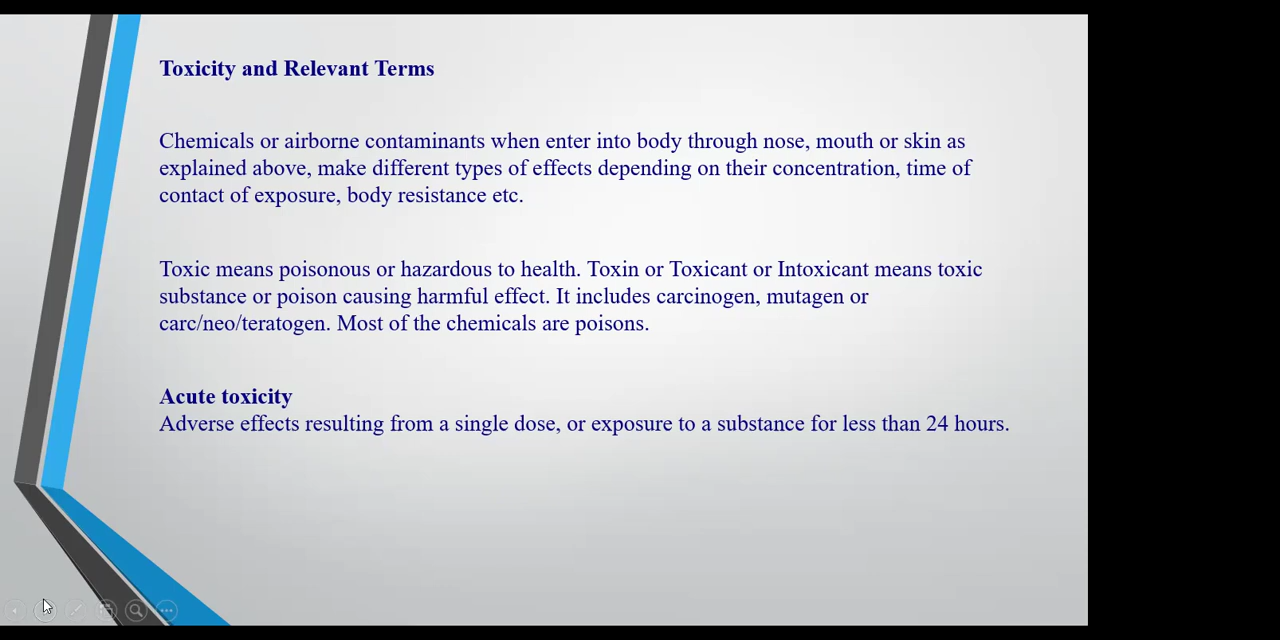 Toxicity and Relevant Terms
Chemicals or airborne contaminants when enter into body through nose, mouth or skin as
explained above, make different types of effects depending on their concentration, time of
contact of exposure, body resistance etc.
Toxic means poisonous or hazardous to health. Toxin or Toxicant or Intoxicant means toxic
substance or poison causing harmful effect. It includes carcinogen, mutagen or
carc/neo/teratogen. Most of the chemicals are poisons.
Acute toxicity
Adverse effects resulting from a single dose, or exposure to a substance for less than 24 hours.